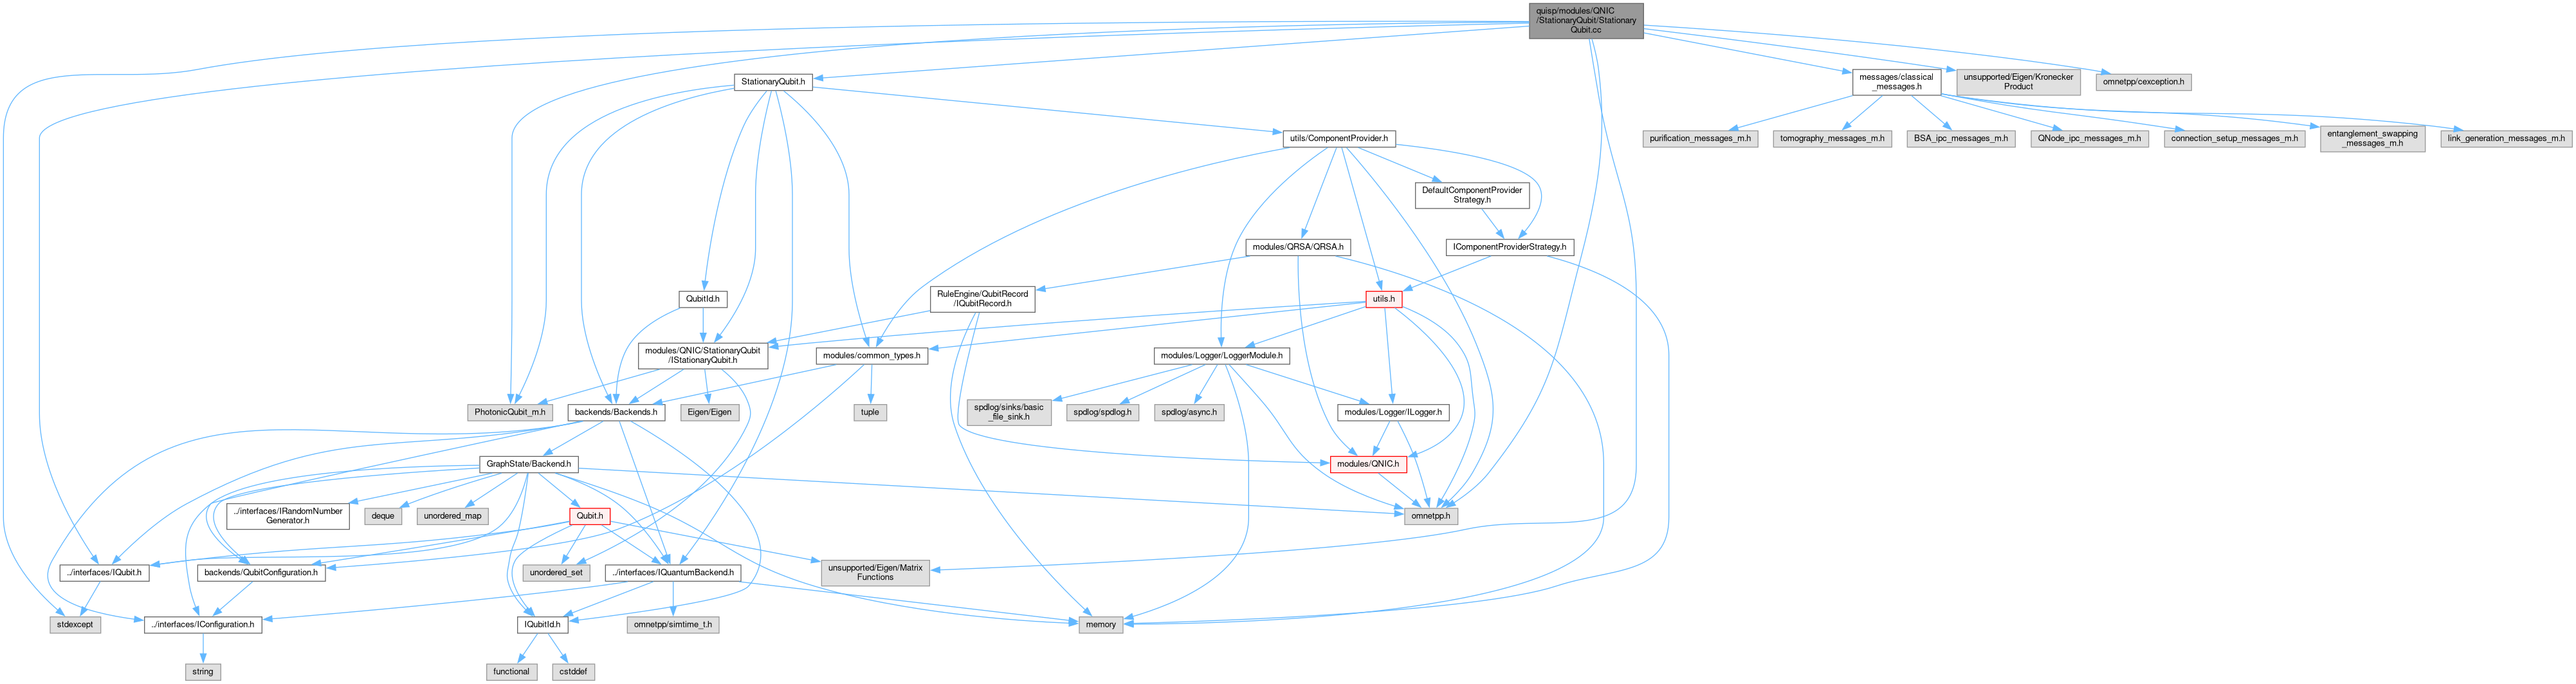 quisp/modules/QNIC
/StationaryQubit/Stationary
Qubit.cc
StationaryQubit.h
messages/classical
_messages.h
unsupported/Eigen/Kronecker
Product
omnetpp/cexception.h
utils/ComponentProvider.h
purification_messages_m.h
tomography_messages_m.h
BSA_ipc_messages_m.h
QNode_ipc_messages_m.h
connection_setup_messages_m.h
entanglement_swapping
_messages_m.h
link_generation_messages_m.h
DefaultComponentProvider
Strategy.h
modules/QRSA/QRSA.h
IComponentProviderStrategy.h
QubitId.h
RuleEngine/QubitRecord
/IQubitRecord.h
utils.h
modules/QNIC/StationaryQubit
/IStationaryQubit.h
modules/common_types.h
modules/Logger/LoggerModule.h
PhotonicQubit_m.h
backends/Backends.h
Eigen/Eigen
tuple
spdlog/sinks/basic
_file_sink.h
spdlog/spdlog.h
spdlog/async.h
modules/Logger/ILogger.h
GraphState/Backend.h
modules/QNIC.h
../interfaces/IRandomNumber
Generator.h
deque
unordered_map
Qubit.h
omnetpp.h
../interfaces/IQubit.h
backends/QubitConfiguration.h
unordered_set
../interfaces/IQuantumBackend.h
unsupported/Eigen/Matrix
Functions
stdexcept
../interfaces/IConfiguration.h
IQubitId.h
omnetpp/simtime_t.h
memory
string
functional
cstddef